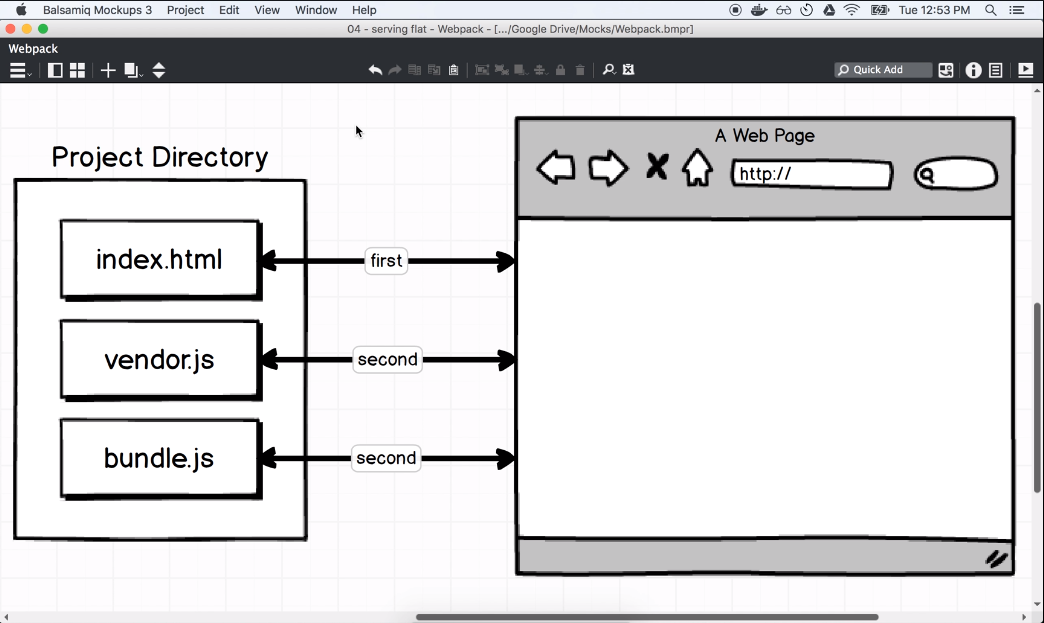 Balsamiq Mockups 3 Project Edit View Window Help Tue 12:53 PM
04 - serving flat - Webpack - [.../Google Drive/Mocks/Webpack.bmpr]
Webpack
Quick Add
Project Directory
index.html
vendor.js
bundle.js
first
second
second
A Web Page
http://